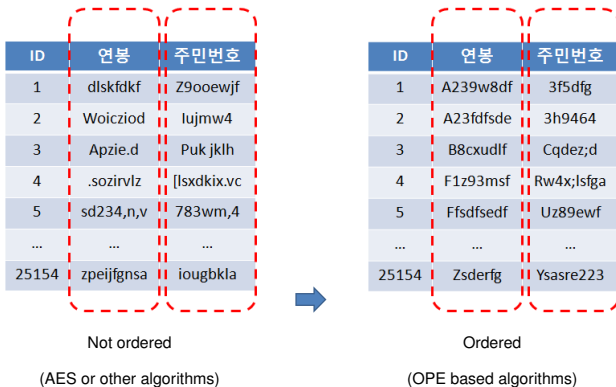 ID 연봉 주민번호
1 dlskfdkf Z9ooewjf
2 Woicziod Iujmw4
3 Apzie.d Puk jklh
4 .sozirvlz [lsxdkix.vc
5 sd234,n,v 783wm,4
... ... ...
25154 zpeijfgnsa iougbkla
Not ordered
(AES or other algorithms)
ID 연봉 주민번호
1 A239w8df 3f5dfg
2 A23fdfsde 3h9464
3 B8cxudlf Cqdez;d
4 F1z93msf Rw4x;lsfga
5 Ffsdfsedf Uz89ewf
... ... ...
25154 Zsderfg Ysasre223
Ordered
(OPE based algorithms)